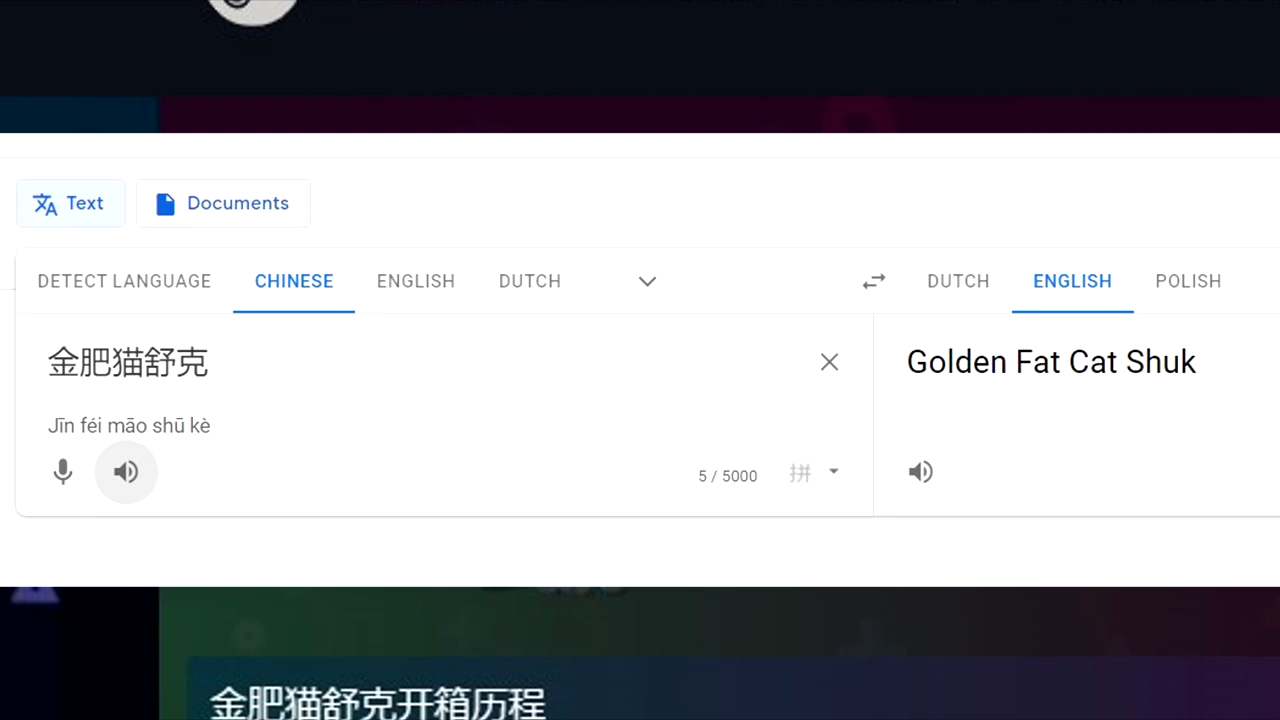 Text Documents
DETECT LANGUAGE CHINESE ENGLISH DUTCH DUTCH ENGLISH POLISH
金肥猫舒克 Golden Fat Cat Shuk
Jīn féi māo shū kè
5 / 5000 拼
金肥猫舒克开箱历程